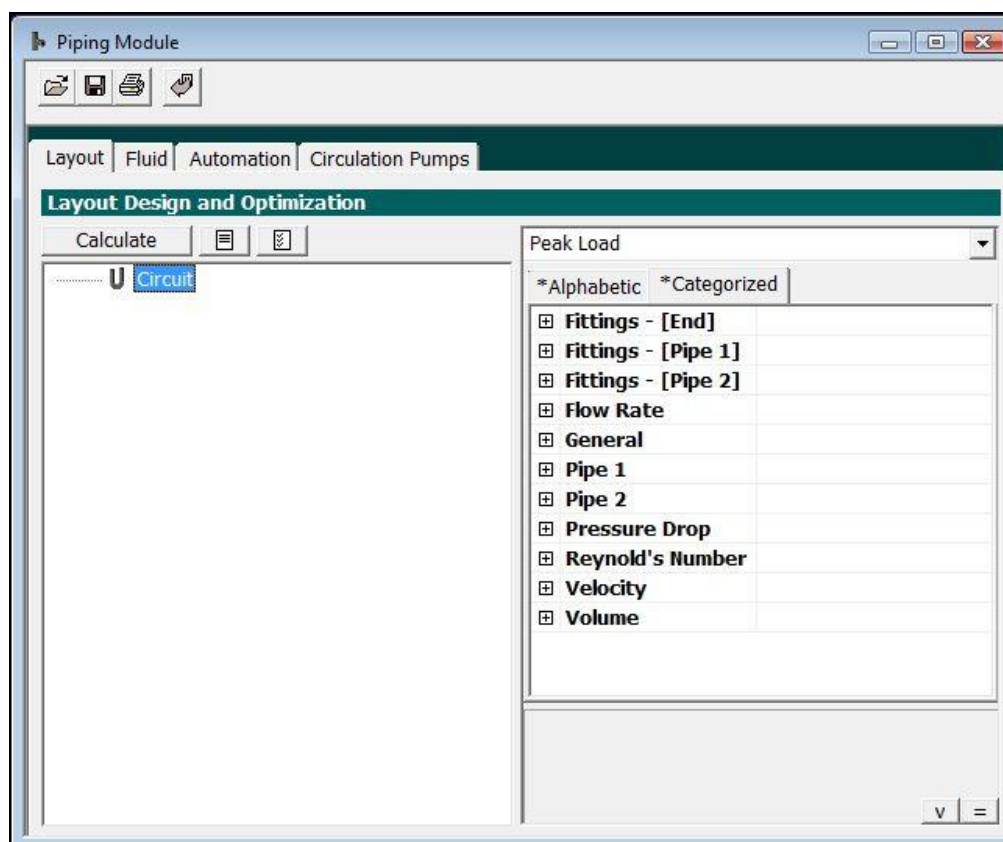 Piping Module
Layout Fluid Automation Circulation Pumps
Layout Design and Optimization
Calculate
Circuit
Peak Load
*Alphabetic *Categorized
Fittings - [End]
Fittings - [Pipe 1]
Fittings - [Pipe 2]
Flow Rate
General
Pipe 1
Pipe 2
Pressure Drop
Reynold's Number
Velocity
Volume
v =